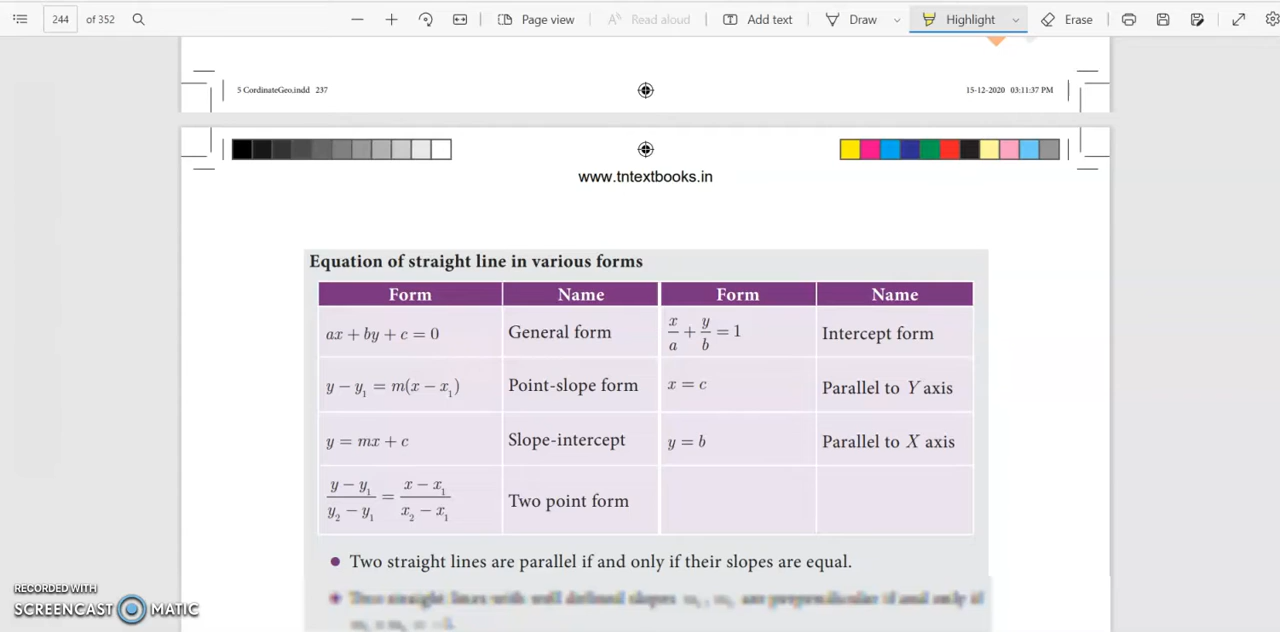 244 of 352 Page view Read aloud Add text Draw Highlight Erase
5 CordinateGeo.indd 237 15-12-2020 03:11:37 PM
www.tntextbooks.in
Equation of straight line in various forms
Form Name Form Name
ax + by + c = 0 General form x/a + y/b = 1 Intercept form
y − y₁ = m(x − x₁) Point-slope form x = c Parallel to Y axis
y = mx + c Slope-intercept y = b Parallel to X axis
(y − y₁)/(y₂ − y₁) = (x − x₁)/(x₂ − x₁) Two point form
● Two straight lines are parallel if and only if their slopes are equal.
RECORDED WITH
SCREENCAST MATIC